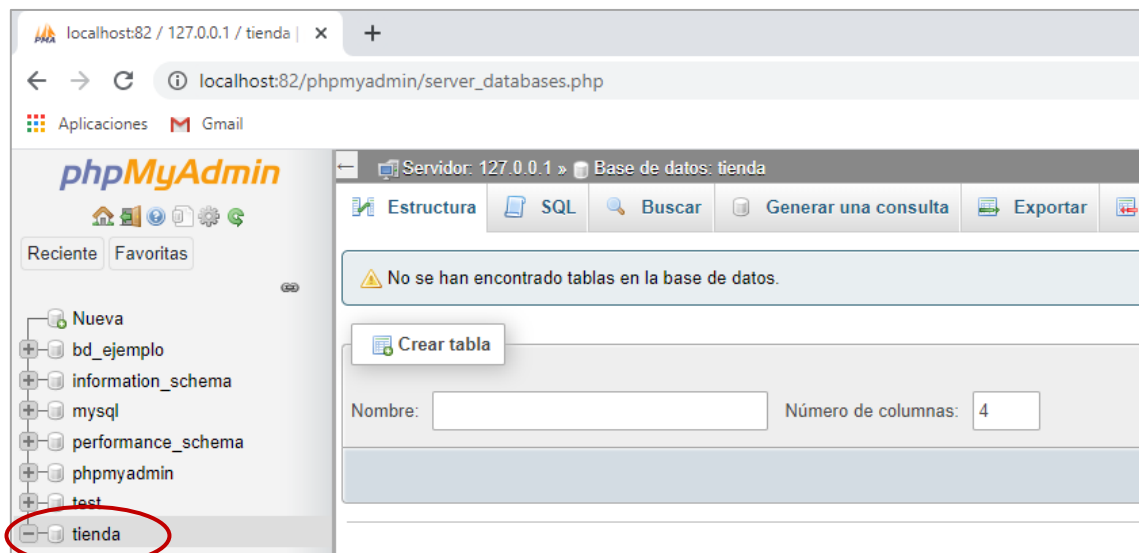 localhost:82 / 127.0.0.1 / tienda |
localhost:82/phpmyadmin/server_databases.php
Aplicaciones Gmail
phpMyAdmin
Reciente Favoritas
Nueva
bd_ejemplo
information_schema
mysql
performance_schema
phpmyadmin
test
tienda
Servidor: 127.0.0.1 » Base de datos: tienda
Estructura SQL Buscar Generar una consulta Exportar
No se han encontrado tablas en la base de datos.
Crear tabla
Nombre: Número de columnas: 4